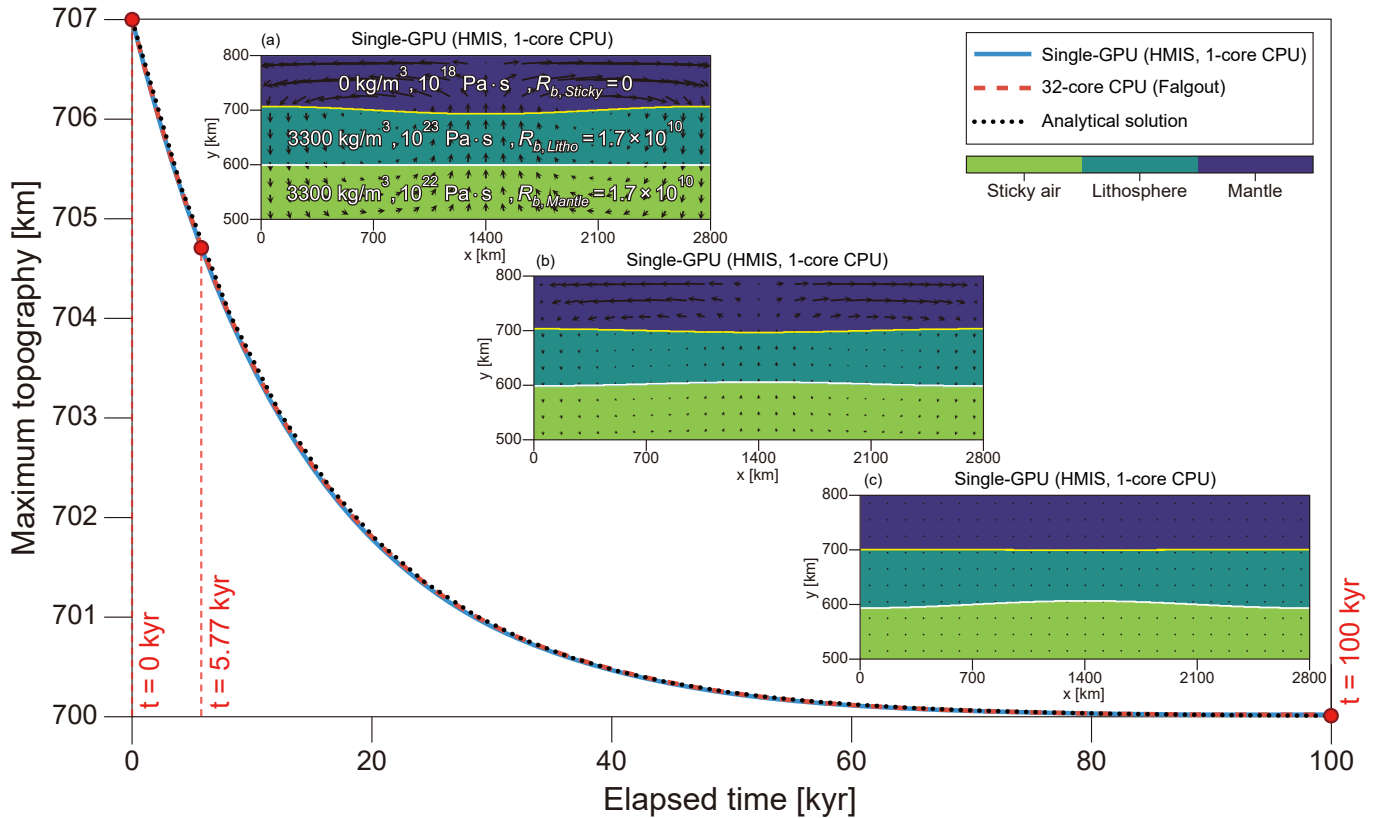 Maximum topography [km]
707
706
705
704
703
702
701
700
0
20
40
60
80
100
Elapsed time [kyr]
t = 0 kyr
t = 5.77 kyr
t = 100 kyr
Single-GPU (HMIS, 1-core CPU)
32-core CPU (Falgout)
Analytical solution
Sticky air
Lithosphere
Mantle
(a)
Single-GPU (HMIS, 1-core CPU)
800
700
600
500
y [km]
0 kg/m³, 10¹⁸ Pa·s , R_b, Sticky = 0
3300 kg/m³, 10²³ Pa·s , R_b, Litho = 1.7 × 10¹⁰
3300 kg/m³, 10²² Pa·s , R_b, Mantle = 1.7 × 10¹⁰
0
700
1400
2100
2800
x [km]
(b)
Single-GPU (HMIS, 1-core CPU)
800
700
600
500
y [km]
0
700
1400
2100
2800
x [km]
(c)
Single-GPU (HMIS, 1-core CPU)
800
700
600
500
y [km]
0
700
1400
2100
2800
x [km]